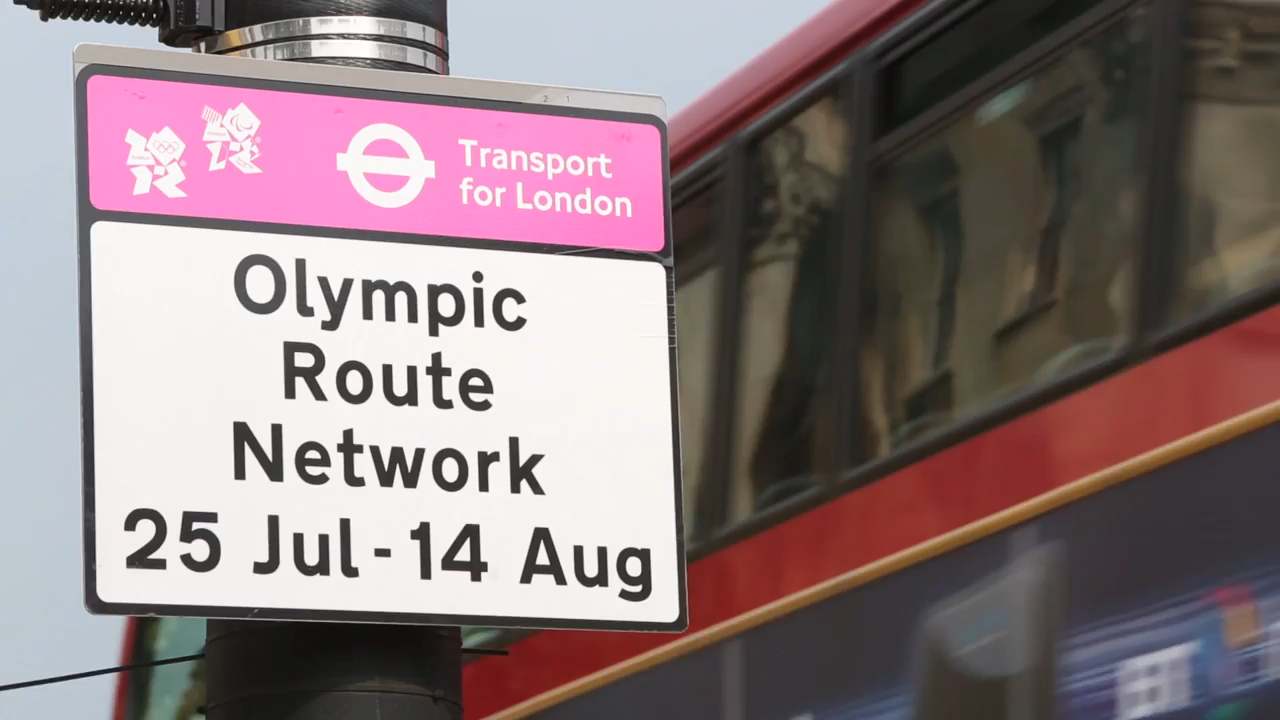 Transport
for London
Olympic
Route
Network
25 Jul - 14 Aug